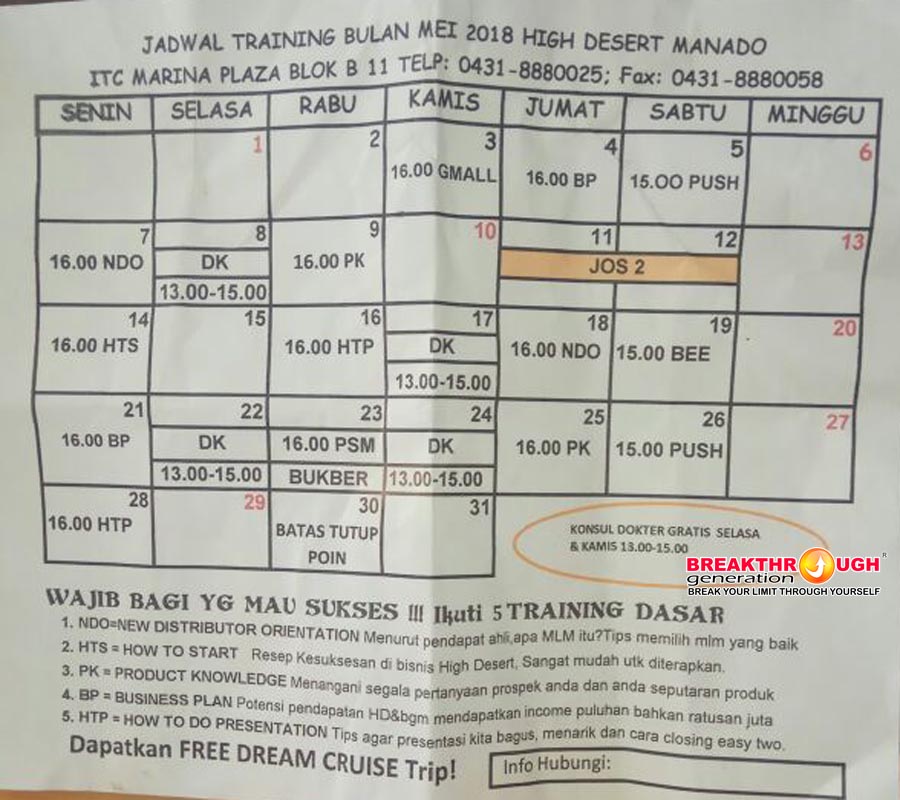 JADWAL TRAINING BULAN MEI 2018 HIGH DESERT MANADO
ITC MARINA PLAZA BLOK B 11 TELP: 0431-8880025; Fax: 0431-8880058
SENIN SELASA RABU KAMIS JUMAT SABTU MINGGU
1 2 3 4 5 6
16.00 GMALL 16.00 BP 15.OO PUSH
7 8 9 10 11 12 13
16.00 NDO DK 16.00 PK JOS 2
13.00-15.00
14 15 16 17 18 19 20
16.00 HTS 16.00 HTP DK 16.00 NDO 15.00 BEE
13.00-15.00
21 22 23 24 25 26 27
16.00 BP DK 16.00 PSM DK 16.00 PK 15.00 PUSH
13.00-15.00 BUKBER 13.00-15.00
28 29 30 31
16.00 HTP BATAS TUTUP
POIN
KONSUL DOKTER GRATIS SELASA
& KAMIS 13.00-15.00
BREAKTHROUGH®
generation
BREAK YOUR LIMIT THROUGH YOURSELF
WAJIB BAGI YG MAU SUKSES !!! Ikuti 5 TRAINING DASAR
1. NDO=NEW DISTRIBUTOR ORIENTATION Menurut pendapat ahli,apa MLM itu?Tips memilih mlm yang baik
2. HTS = HOW TO START Resep Kesuksesan di bisnis High Desert, Sangat mudah utk diterapkan.
3. PK = PRODUCT KNOWLEDGE Menangani segala pertanyaan prospek anda dan anda seputaran produk
4. BP = BUSINESS PLAN Potensi pendapatan HD&bgm mendapatkan income puluhan bahkan ratusan juta
5. HTP = HOW TO DO PRESENTATION Tips agar presentasi kita bagus, menarik dan cara closing easy two.
Dapatkan FREE DREAM CRUISE Trip!
Info Hubungi: